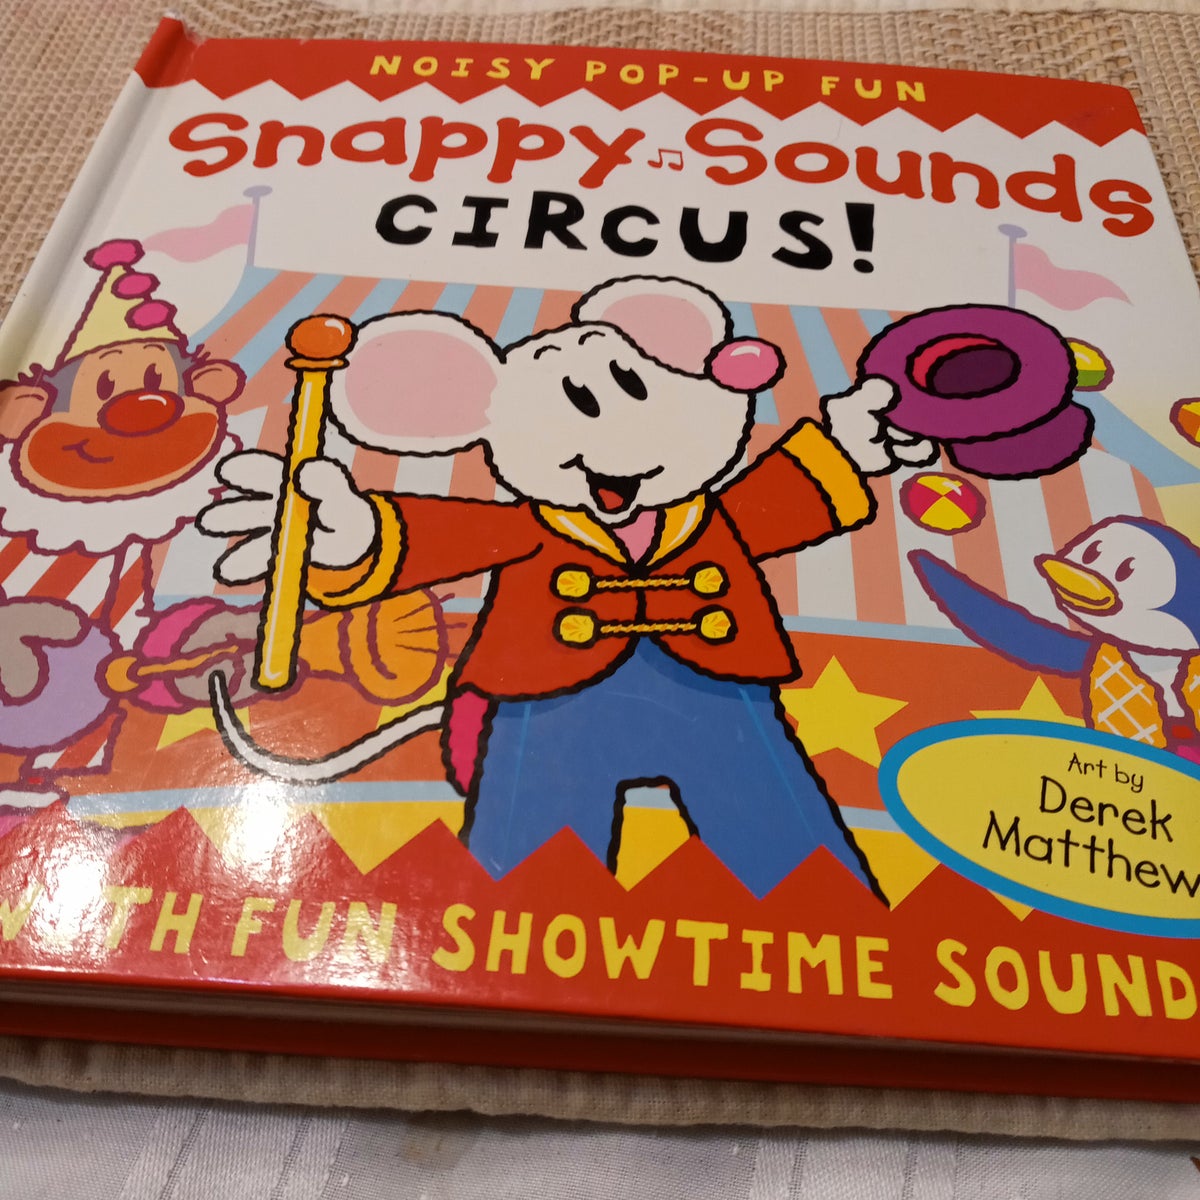 NOISY POP-UP FUN
Snappy Sounds
CIRCUS!
Art by
Derek
Matthew
WITH FUN SHOWTIME SOUND